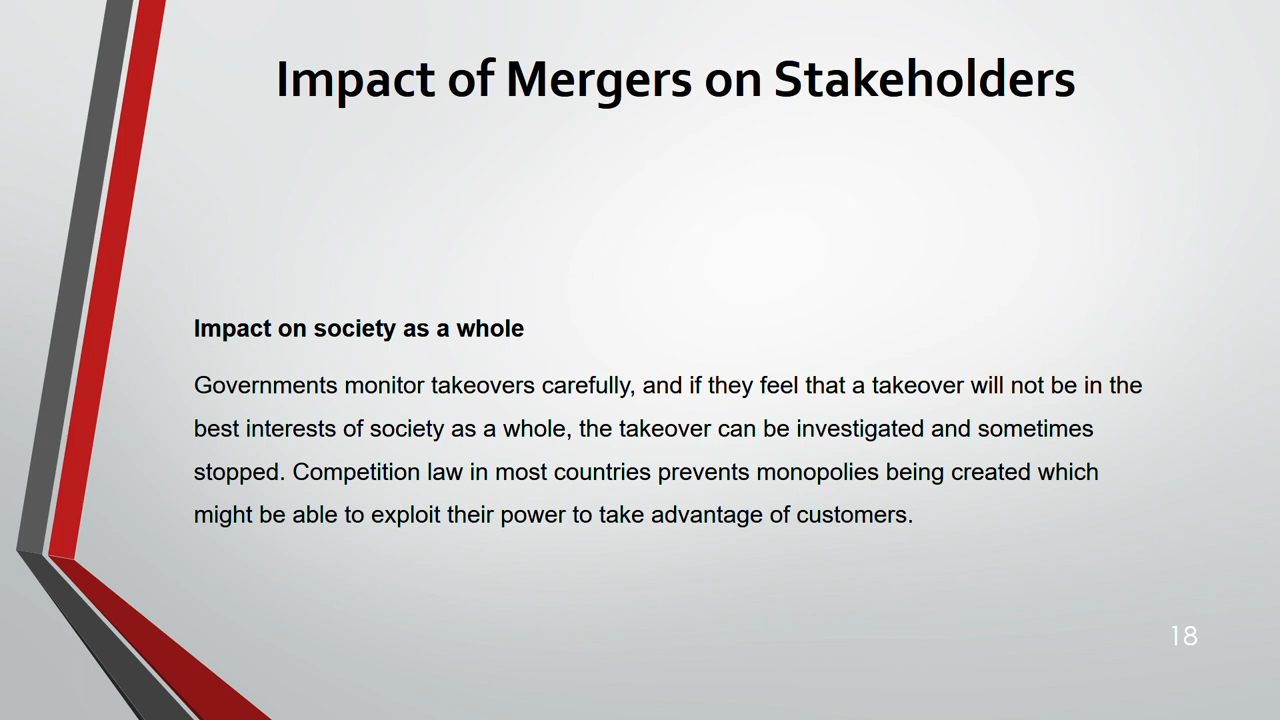 Impact of Mergers on Stakeholders
Impact on society as a whole
Governments monitor takeovers carefully, and if they feel that a takeover will not be in the
best interests of society as a whole, the takeover can be investigated and sometimes
stopped. Competition law in most countries prevents monopolies being created which
might be able to exploit their power to take advantage of customers.
18